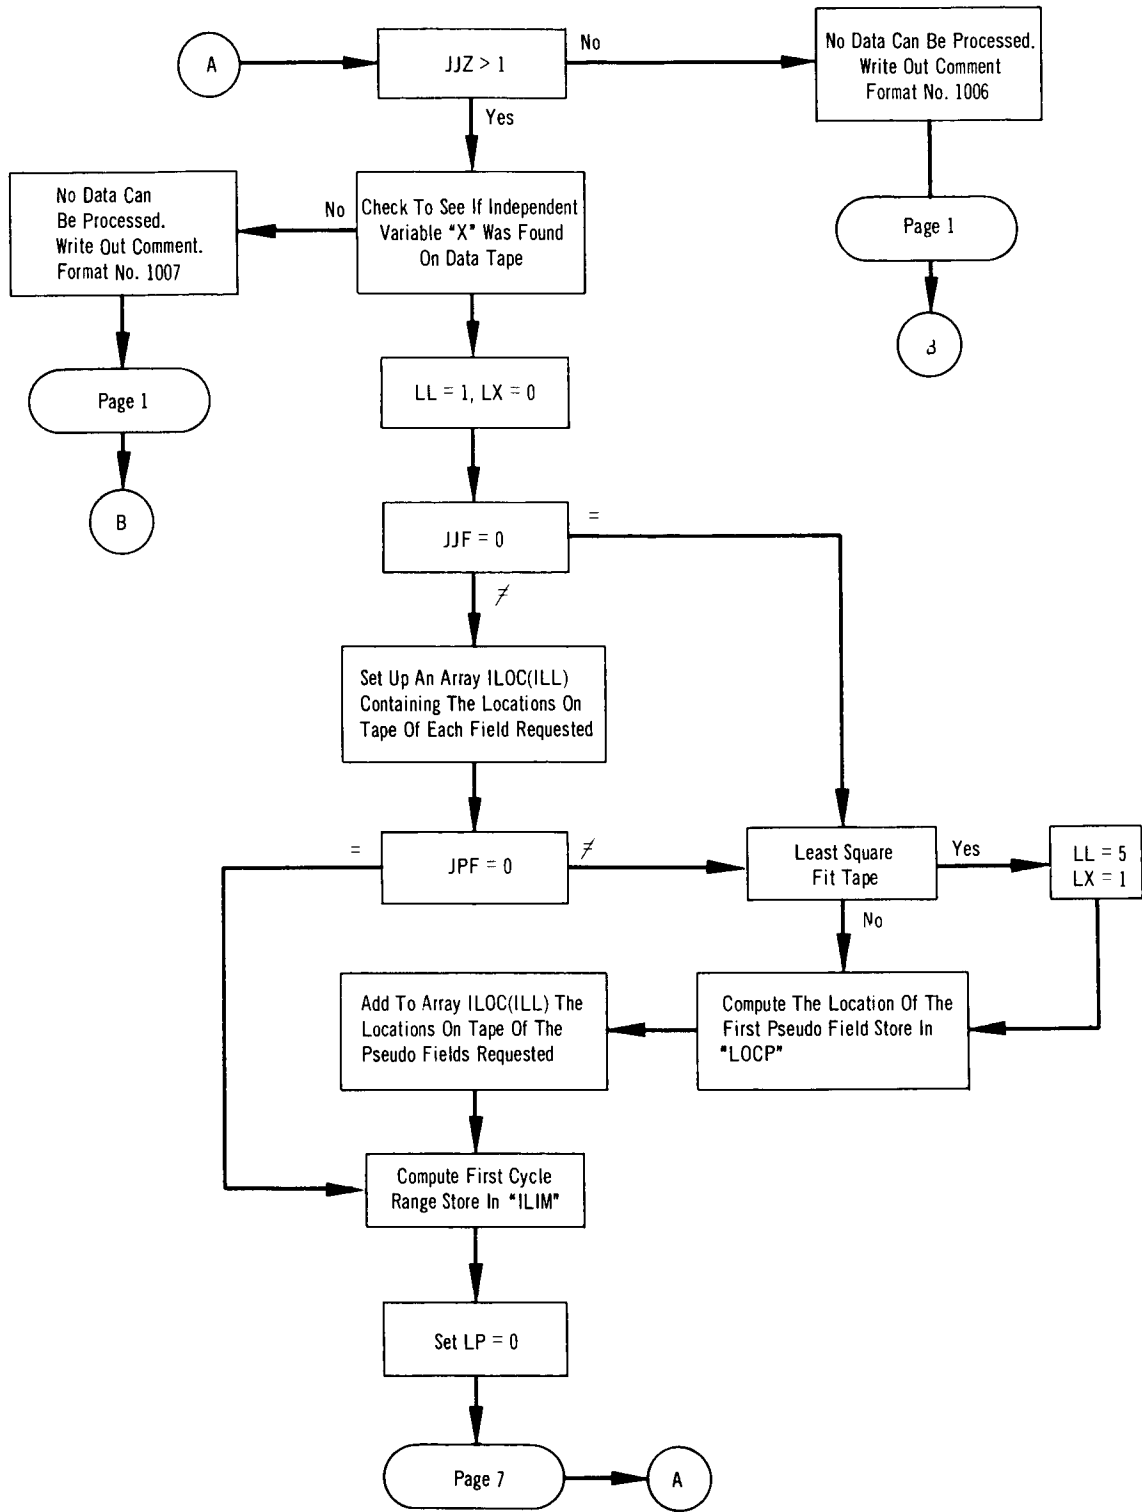 A
JJZ > 1
No
No Data Can Be Processed.
Write Out Comment
Format No. 1006
Yes
Page 1
B
No Data Can
Be Processed.
Write Out Comment.
Format No. 1007
No
Check To See If Independent
Variable "X" Was Found
On Data Tape
Page 1
B
LL = 1, LX = 0
JJF = 0
=
≠
Set Up An Array ILOC(ILL)
Containing The Locations On
Tape Of Each Field Requested
=
JPF = 0
≠
Least Square
Fit Tape
Yes
LL = 5
LX = 1
No
Add To Array ILOC(ILL) The
Locations On Tape Of The
Pseudo Fields Requested
Compute The Location Of The
First Pseudo Field Store In
"LOCP"
Compute First Cycle
Range Store In "ILIM"
Set LP = 0
Page 7
A